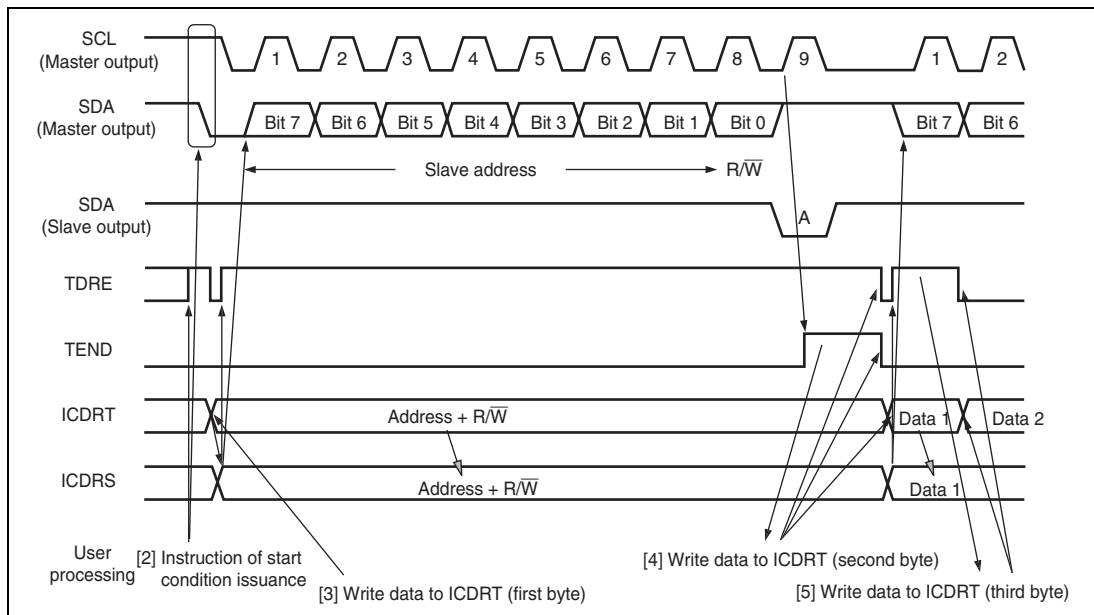 SCL
(Master output)
1 2 3 4 5 6 7 8 9 1 2
SDA
(Master output)
Bit 7 Bit 6 Bit 5 Bit 4 Bit 3 Bit 2 Bit 1 Bit 0 Bit 7 Bit 6
Slave address R/W̅
SDA
(Slave output)
A
TDRE
TEND
ICDRT
Address + R/W̅ Data 1 Data 2
ICDRS
Address + R/W̅ Data 1
User
processing
[2] Instruction of start
condition issuance
[3] Write data to ICDRT (first byte)
[4] Write data to ICDRT (second byte)
[5] Write data to ICDRT (third byte)